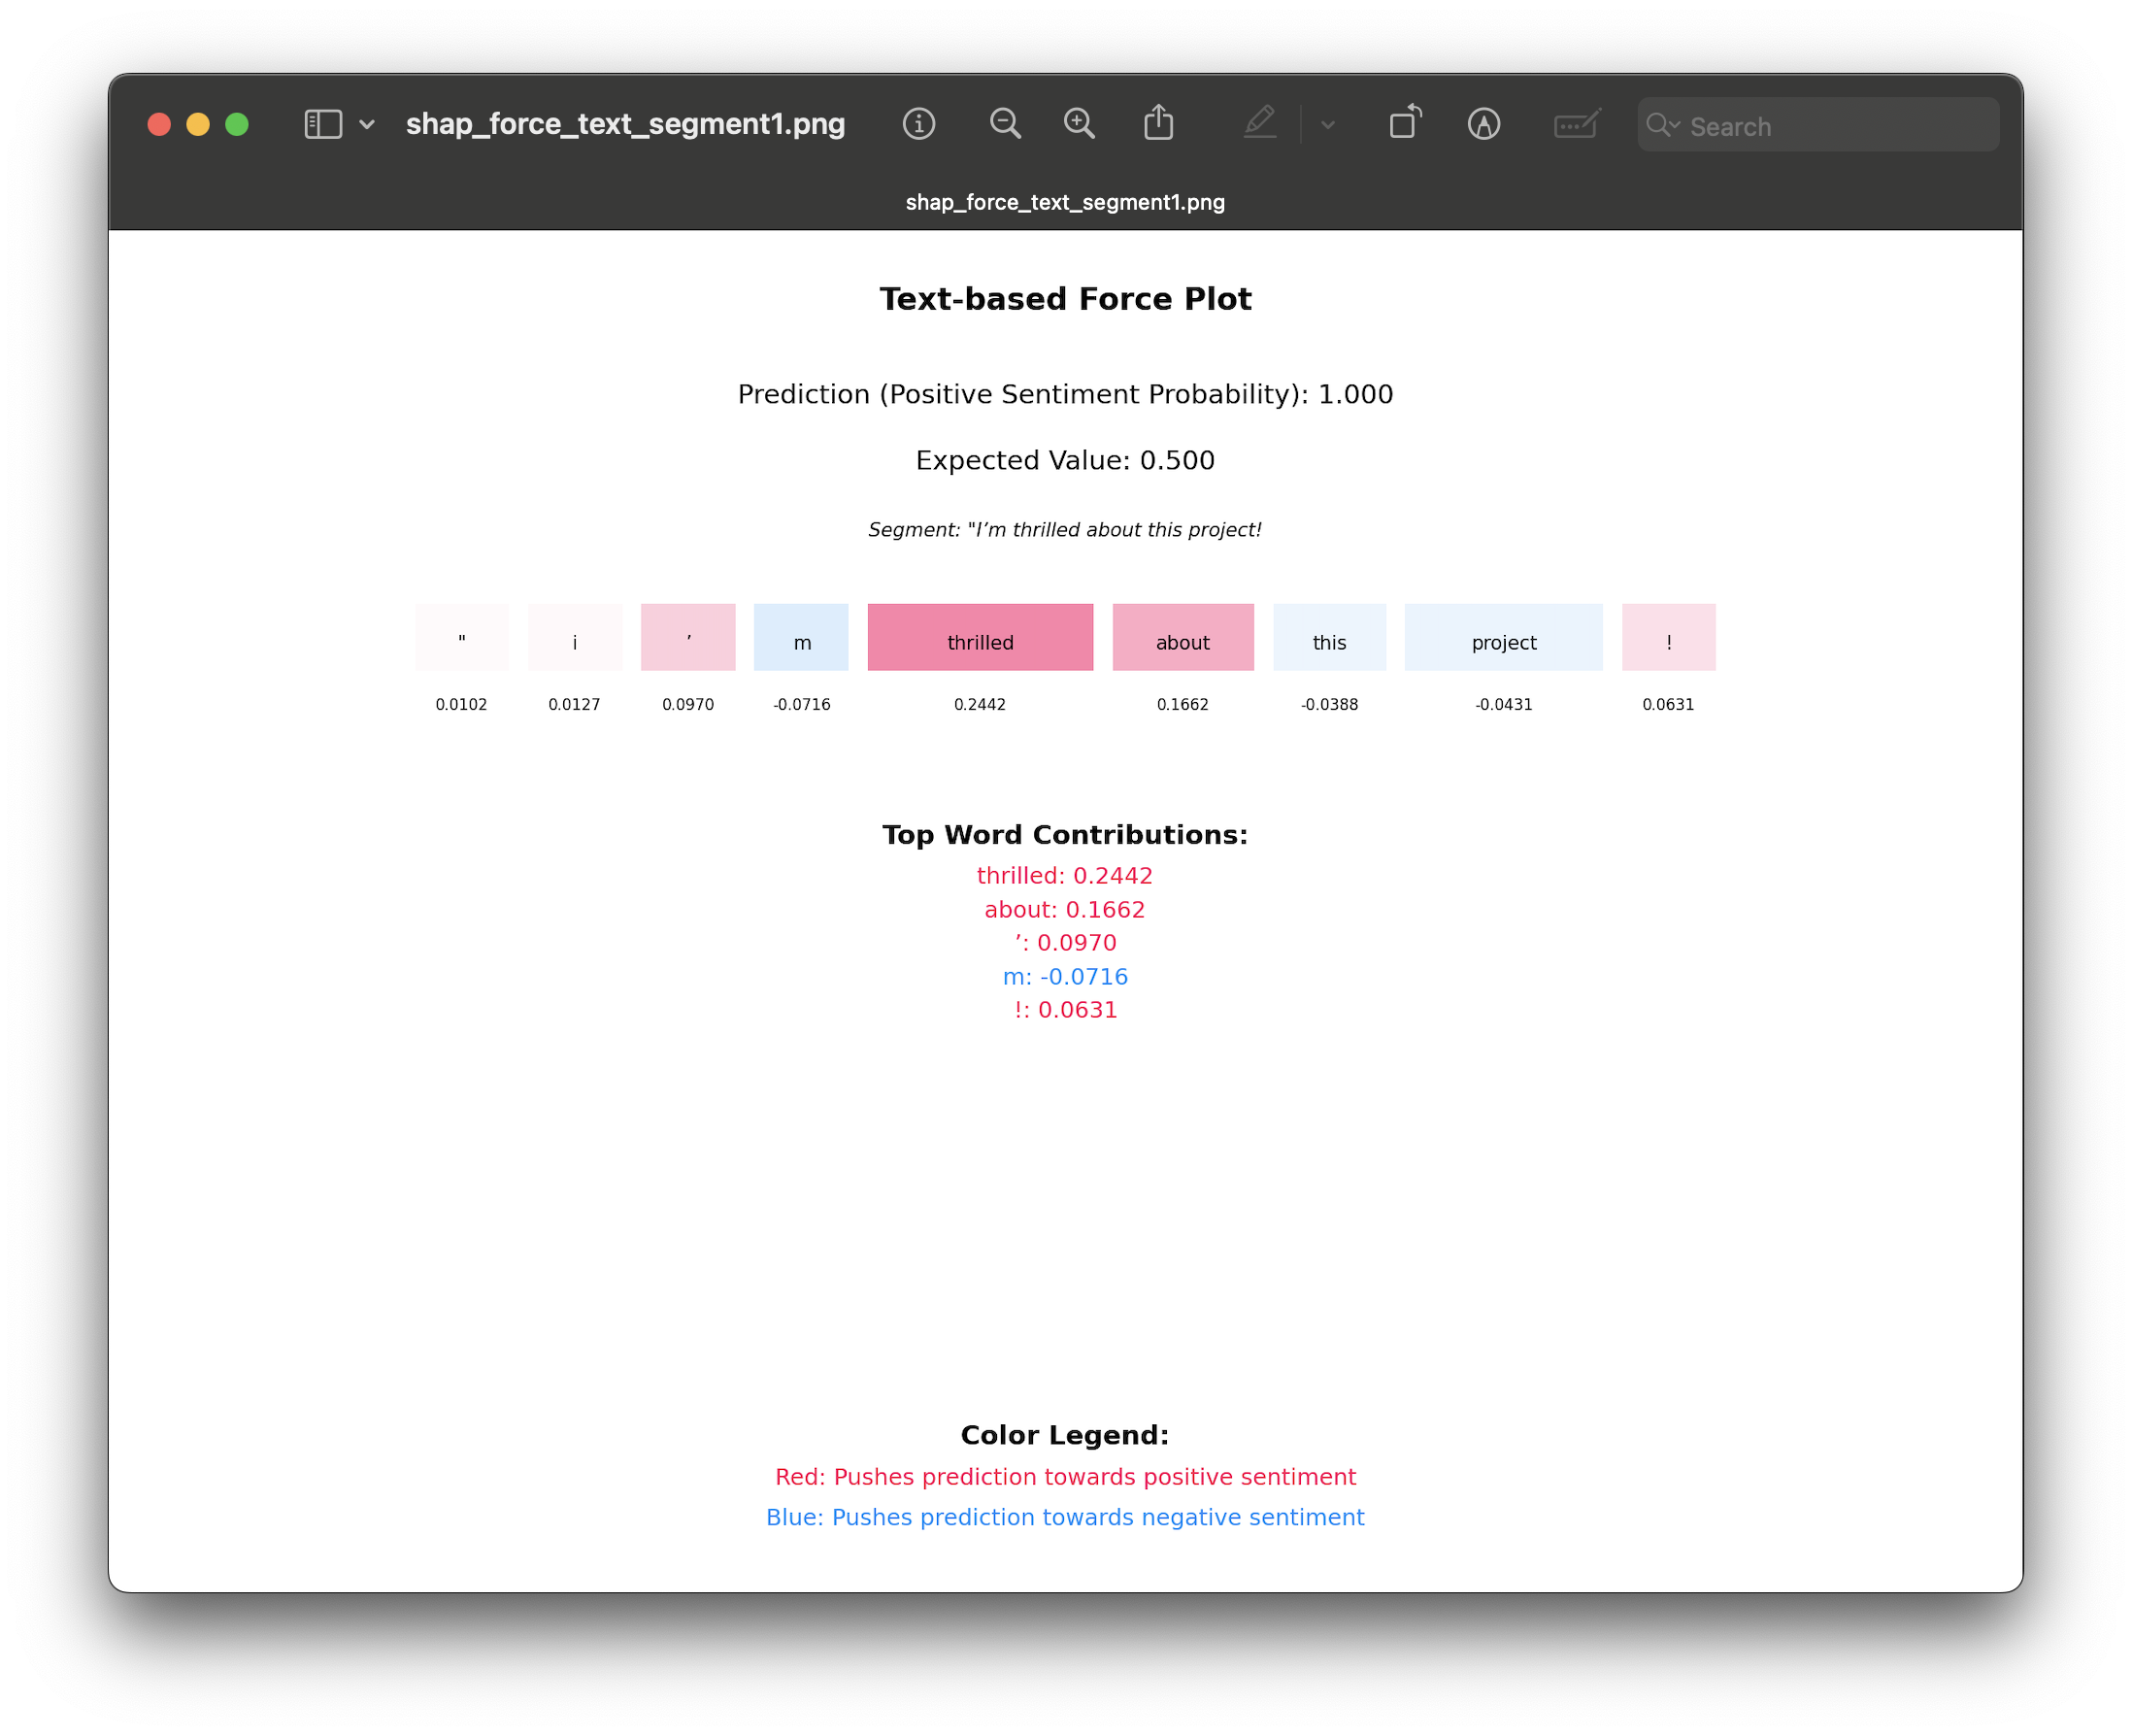 shap_force_text_segment1.png
Search
shap_force_text_segment1.png
Text-based Force Plot
Prediction (Positive Sentiment Probability): 1.000
Expected Value: 0.500
Segment: "I’m thrilled about this project!
" i ’ m thrilled about this project !
0.0102 0.0127 0.0970 -0.0716 0.2442 0.1662 -0.0388 -0.0431 0.0631
Top Word Contributions:
thrilled: 0.2442
about: 0.1662
’: 0.0970
m: -0.0716
!: 0.0631
Color Legend:
Red: Pushes prediction towards positive sentiment
Blue: Pushes prediction towards negative sentiment